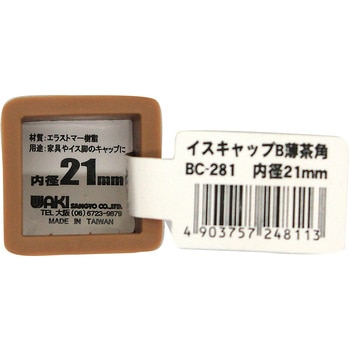 材質:エラストマー樹脂
用途:家具やイス脚のキャップに
内径21mm
WAKI SANGYO CO.,LTD.
TEL 大阪 (06) 6723-9879
MADE IN TAIWAN
イスキャップB薄茶角
BC-281 内径21mm
4903757248113